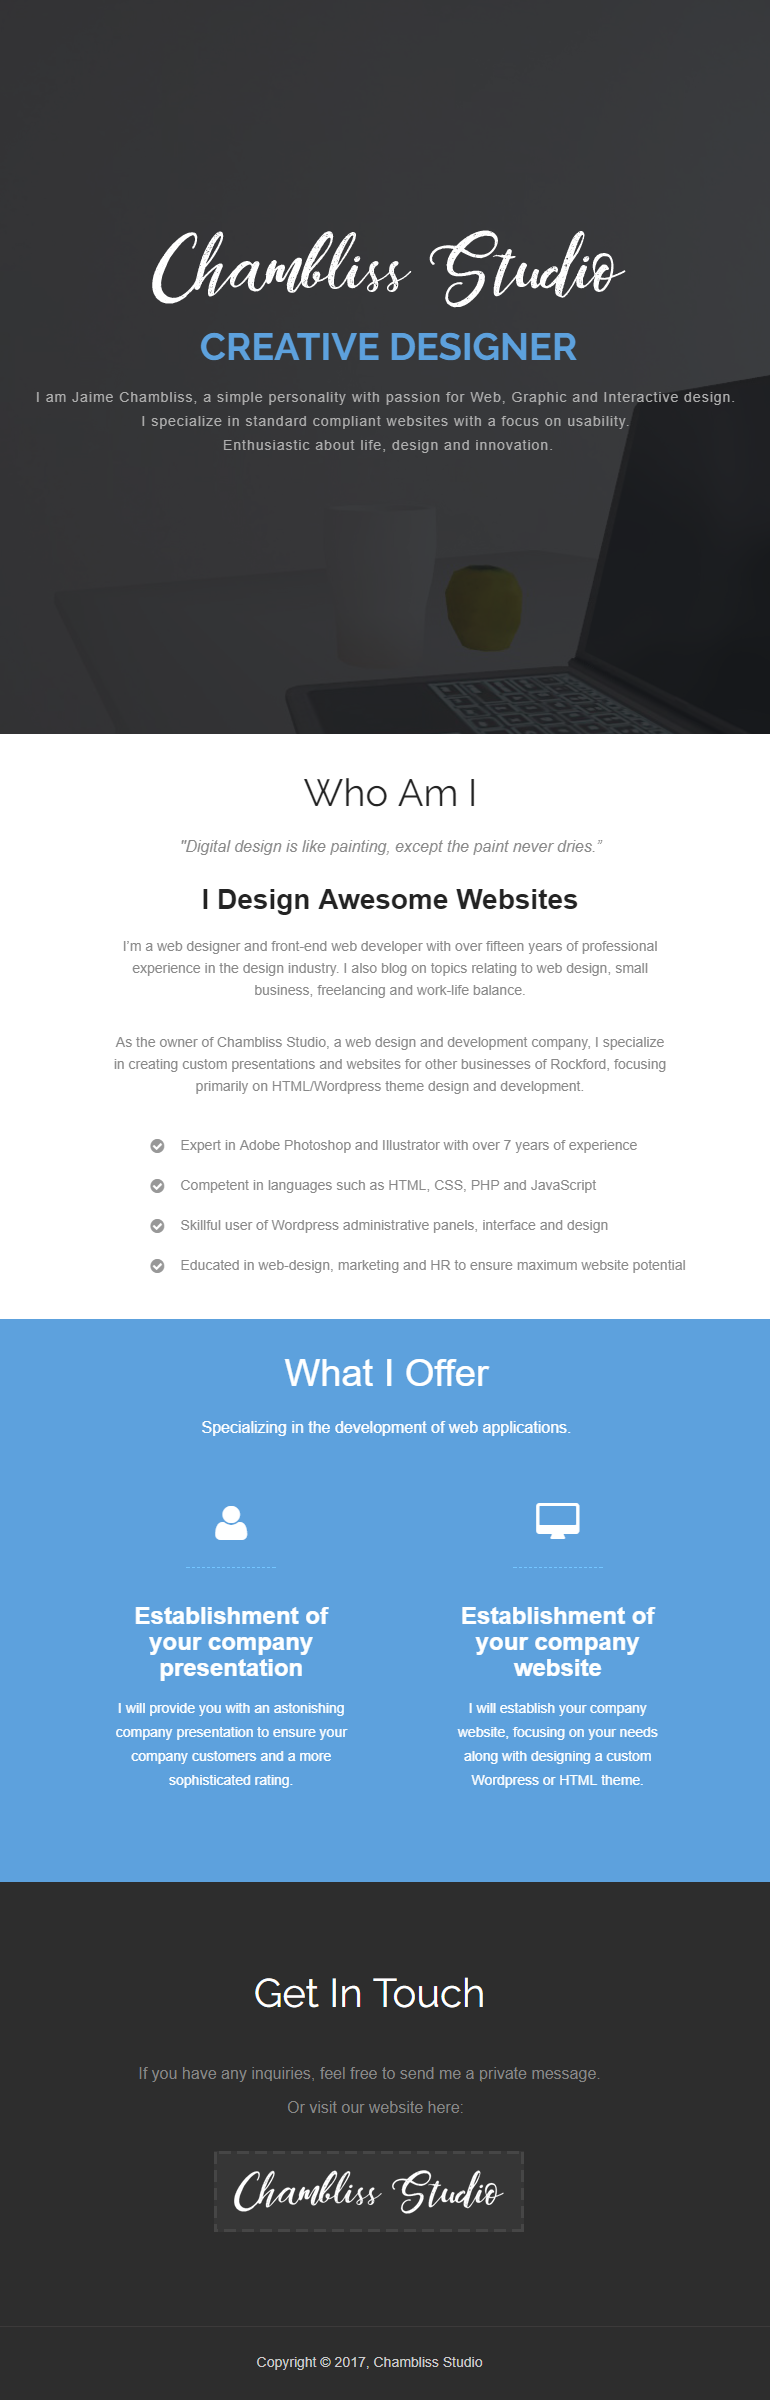 Chambliss Studio
CREATIVE DESIGNER
I am Jaime Chambliss, a simple personality with passion for Web, Graphic and Interactive design.
I specialize in standard compliant websites with a focus on usability.
Enthusiastic about life, design and innovation.
Who Am I
"Digital design is like painting, except the paint never dries.”
I Design Awesome Websites
I’m a web designer and front-end web developer with over fifteen years of professional
experience in the design industry. I also blog on topics relating to web design, small
business, freelancing and work-life balance.
As the owner of Chambliss Studio, a web design and development company, I specialize
in creating custom presentations and websites for other businesses of Rockford, focusing
primarily on HTML/Wordpress theme design and development.
Expert in Adobe Photoshop and Illustrator with over 7 years of experience
Competent in languages such as HTML, CSS, PHP and JavaScript
Skillful user of Wordpress administrative panels, interface and design
Educated in web-design, marketing and HR to ensure maximum website potential
What I Offer
Specializing in the development of web applications.
Establishment of
your company
presentation
I will provide you with an astonishing
company presentation to ensure your
company customers and a more
sophisticated rating.
Establishment of
your company
website
I will establish your company
website, focusing on your needs
along with designing a custom
Wordpress or HTML theme.
Get In Touch
If you have any inquiries, feel free to send me a private message.
Or visit our website here:
Chambliss Studio
Copyright © 2017, Chambliss Studio